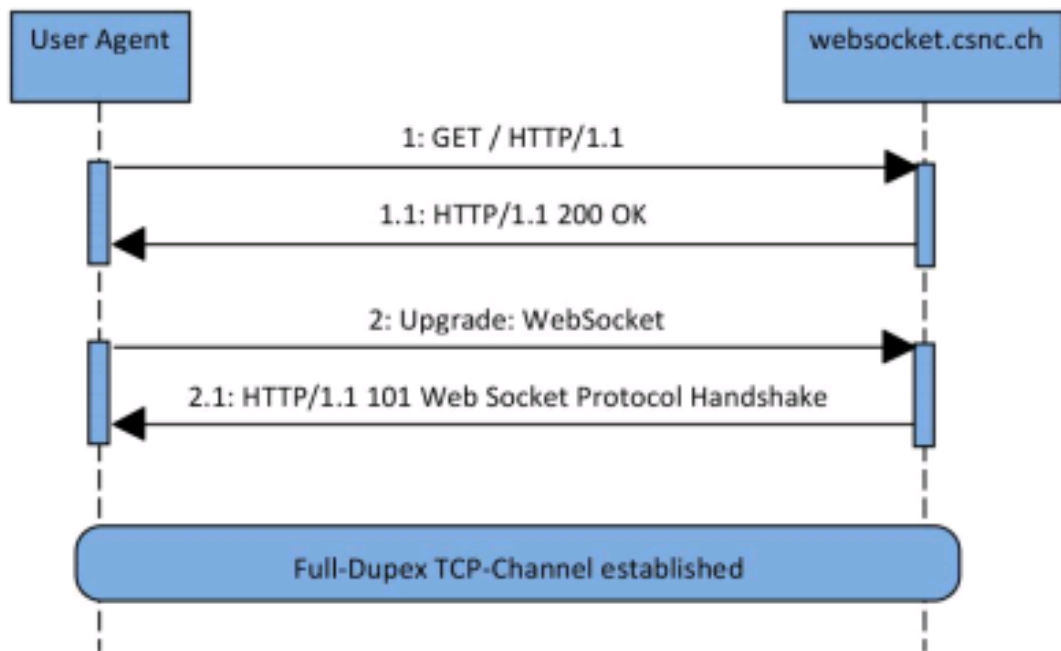 User Agent
websocket.csnc.ch
1: GET / HTTP/1.1
1.1: HTTP/1.1 200 OK
2: Upgrade: WebSocket
2.1: HTTP/1.1 101 Web Socket Protocol Handshake
Full-Dupex TCP-Channel established